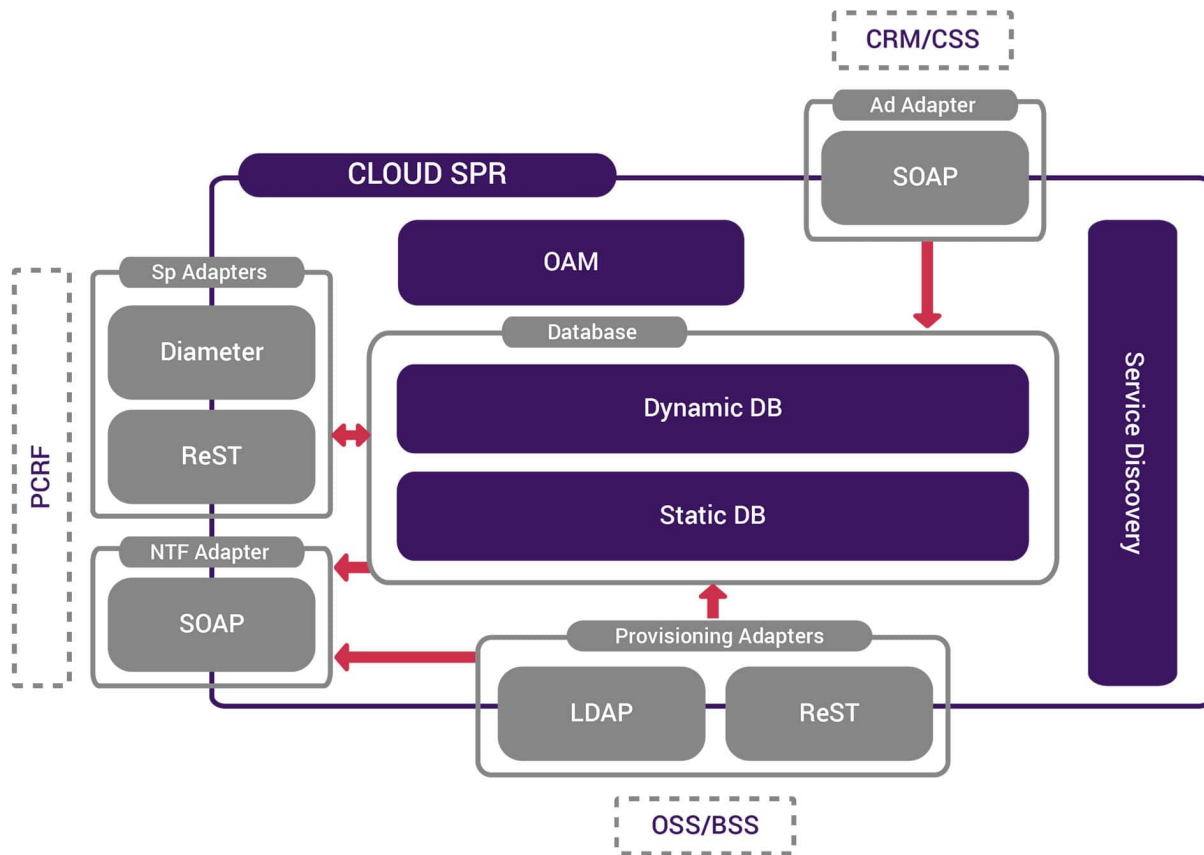 CRM/CSS
Ad Adapter
SOAP
CLOUD SPR
OAM
Sp Adapters
Diameter
ReST
PCRF
NTF Adapter
SOAP
Database
Dynamic DB
Static DB
Service Discovery
Provisioning Adapters
LDAP
ReST
OSS/BSS